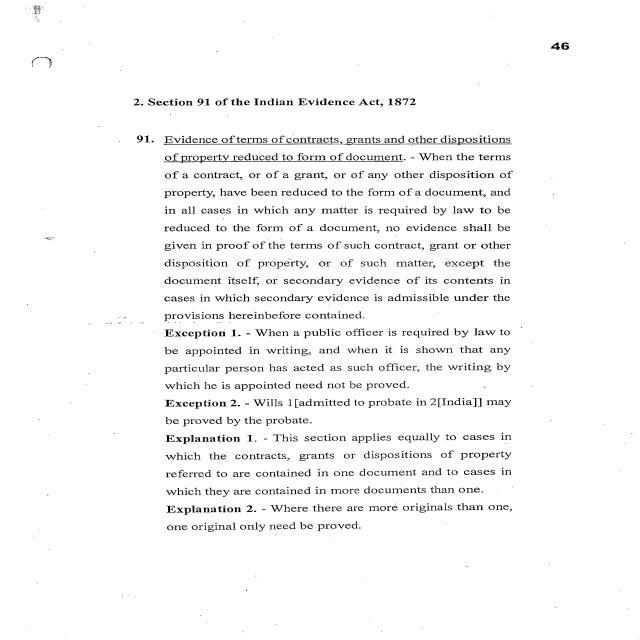 46
2. Section 91 of the Indian Evidence Act, 1872
91. Evidence of terms of contracts, grants and other dispositions
of property reduced to form of document. - When the terms
of a contract, or of a grant, or of any other disposition of
property, have been reduced to the form of a document, and
in all cases in which any matter is required by law to be
reduced to the form of a document, no evidence shall be
given in proof of the terms of such contract, grant or other
disposition of property, or of such matter, except the
document itself, or secondary evidence of its contents in
cases in which secondary evidence is admissible under the
provisions hereinbefore contained.
Exception 1. - When a public officer is required by law to
be appointed in writing, and when it is shown that any
particular person has acted as such officer, the writing by
which he is appointed need not be proved.
Exception 2. - Wills 1[admitted to probate in 2[India]] may
be proved by the probate.
Explanation 1. - This section applies equally to cases in
which the contracts, grants or dispositions of property
referred to are contained in one document and to cases in
which they are contained in more documents than one.
Explanation 2. - Where there are more originals than one,
one original only need be proved.